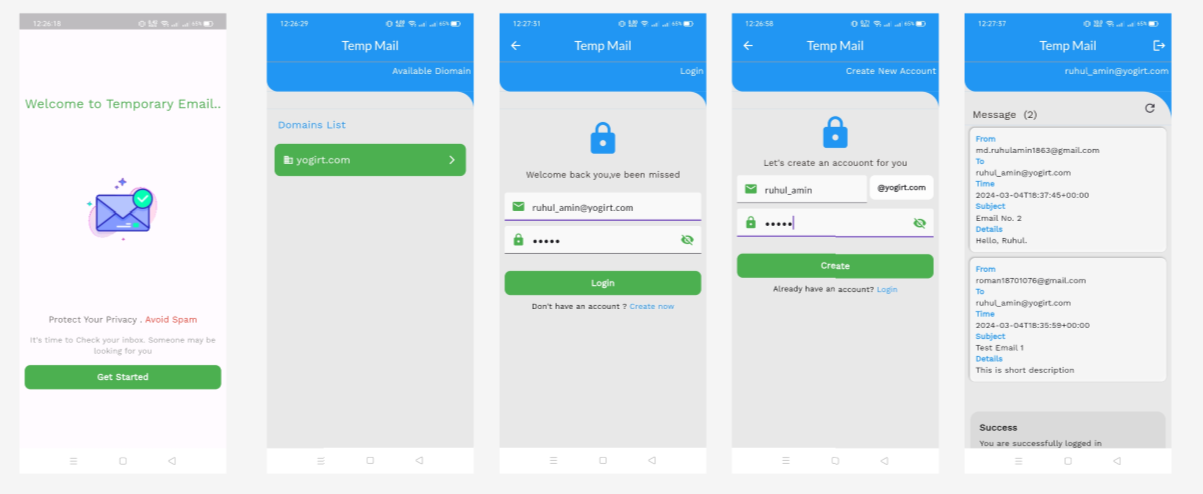 12:26:18
65%
Welcome to Temporary Email..
Protect Your Privacy . Avoid Spam
It's time to Check your inbox. Someone may be
looking for you
Get Started
12:26:29
65%
Temp Mail
Available Diomain
Domains List
yogirt.com
12:27:51
65%
Temp Mail
Login
Welcome back you,ve been missed
ruhul_amin@yogirt.com
•••••
Login
Don't have an account ? Create now
12:26:58
65%
Temp Mail
Create New Account
Let's create an accouont for you
ruhul_amin
@yogirt.com
•••••
Create
Already have an account? Login
12:27:57
65%
Temp Mail
ruhul_amin@yogirt.com
Message (2)
From
md.ruhulamin1863@gmail.com
To
ruhul_amin@yogirt.com
Time
2024-03-04T18:37:45+00:00
Subject
Email No. 2
Details
Hello, Ruhul.
From
roman18701076@gmail.com
To
ruhul_amin@yogirt.com
Time
2024-03-04T18:35:59+00:00
Subject
Test Email 1
Details
This is short description
Success
You are successfully logged in